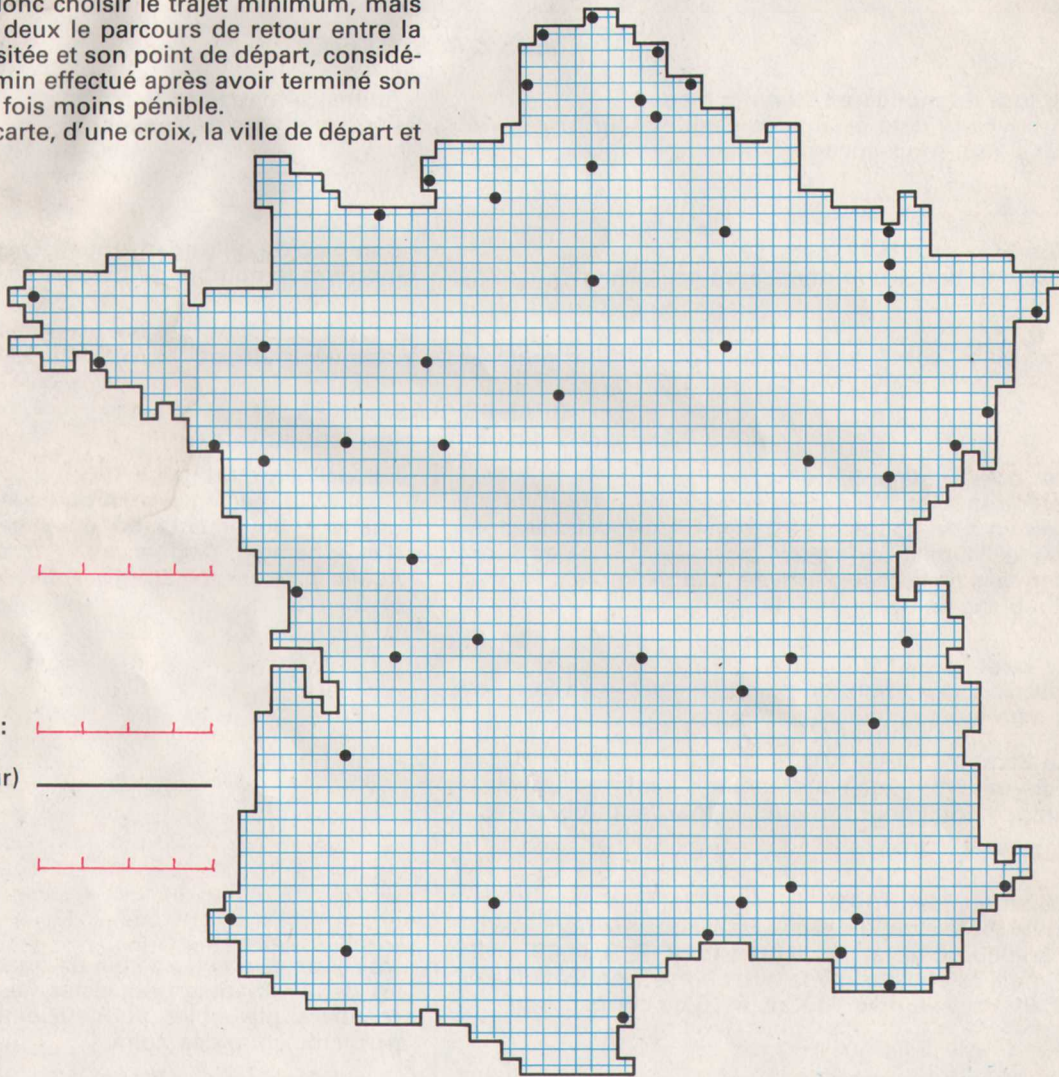 donc choisir le trajet minimum, mais
deux le parcours de retour entre la
sitée et son point de départ, considé-
min effectué après avoir terminé son
fois moins pénible.
carte, d'une croix, la ville de départ et
:
r)